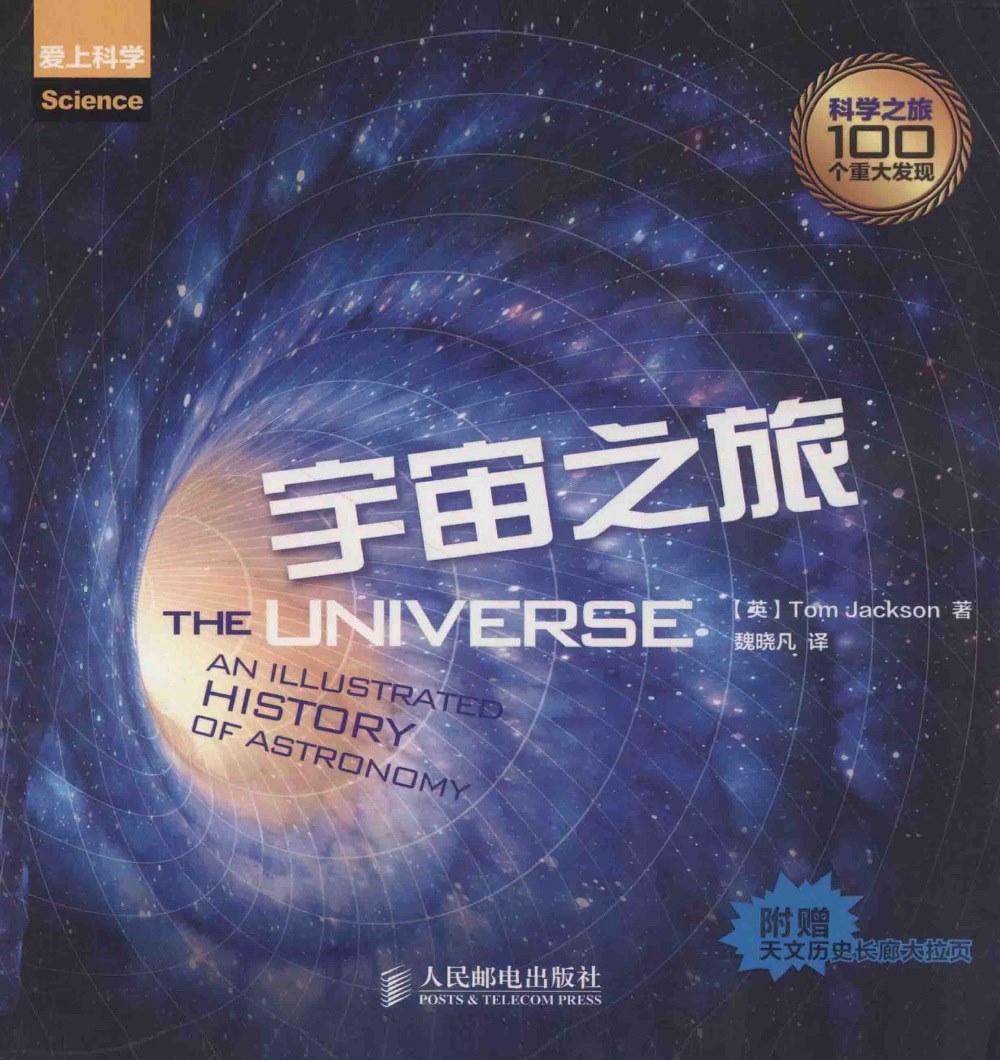 爱上科学
Science
科学之旅
100
个重大发现
宇宙之旅
THE UNIVERSE
【英】Tom Jackson 著
魏晓凡 译
AN ILLUSTRATED
HISTORY
OF ASTRONOMY
附赠
天文历史长廊大拉页
人民邮电出版社
POSTS & TELECOM PRESS